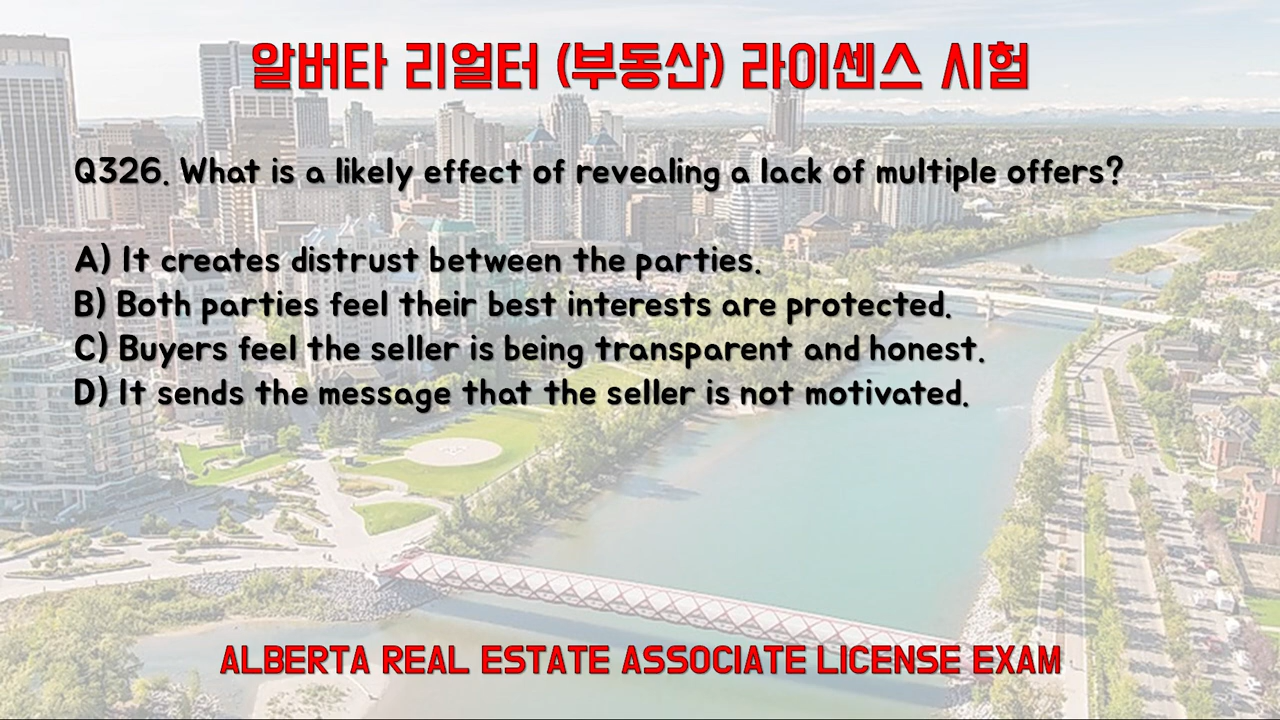 알버타 리얼터 (부동산) 라이센스 시험
Q326. What is a likely effect of revealing a lack of multiple offers?
A) It creates distrust between the parties.
B) Both parties feel their best interests are protected.
C) Buyers feel the seller is being transparent and honest.
D) It sends the message that the seller is not motivated.
ALBERTA REAL ESTATE ASSOCIATE LICENSE EXAM